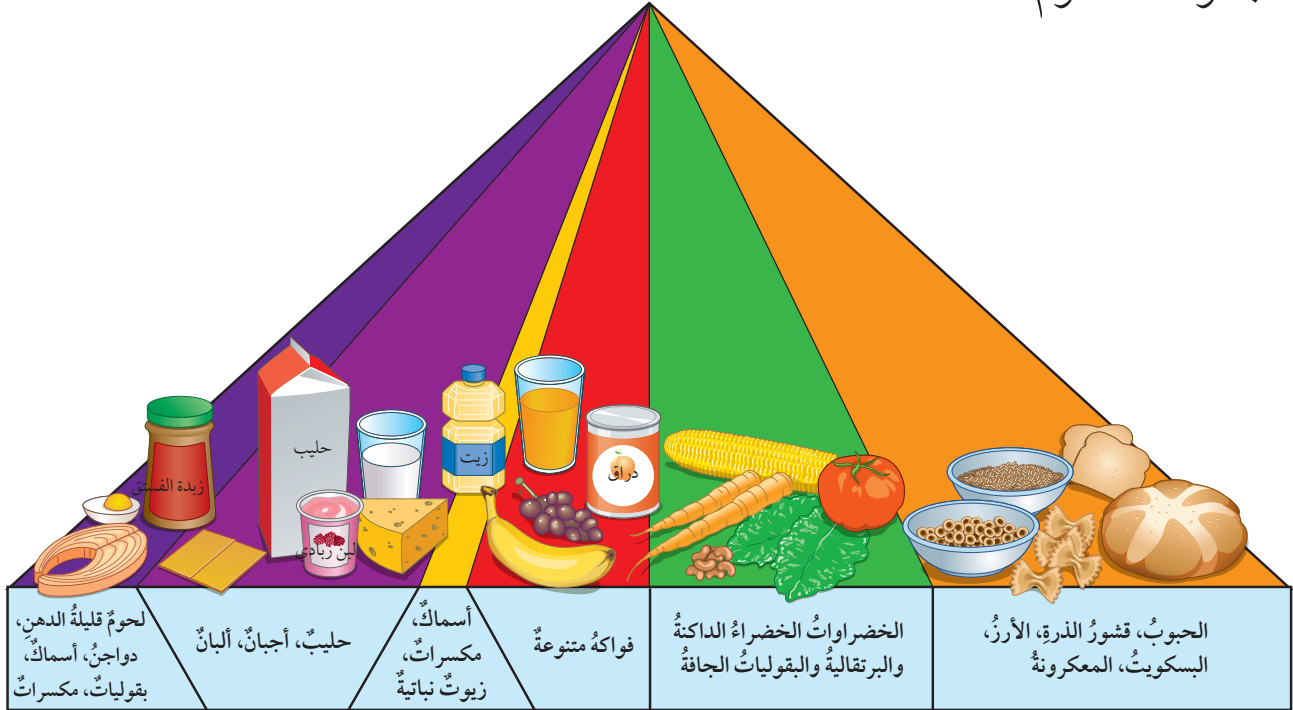 زبدة الفستق
حليب
لبن زبادي
زيت
دراق
الحبوبُ، قشورُ الذرةِ، الأرزُ،
البسكويتُ، المعكرونةُ
الخضراواتُ الخضراءُ الداكنةُ
والبرتقاليةُ والبقولياتُ الجافةُ
فواكهُ متنوعةٌ
أسماكٌ،
مكسراتٌ،
زيوتٌ نباتيةٌ
حليبٌ، أجبانٌ، ألبانٌ
لحومٌ قليلةُ الدهنِ،
دواجنُ، أسماكٌ،
بقولياتٌ، مكسراتٌ